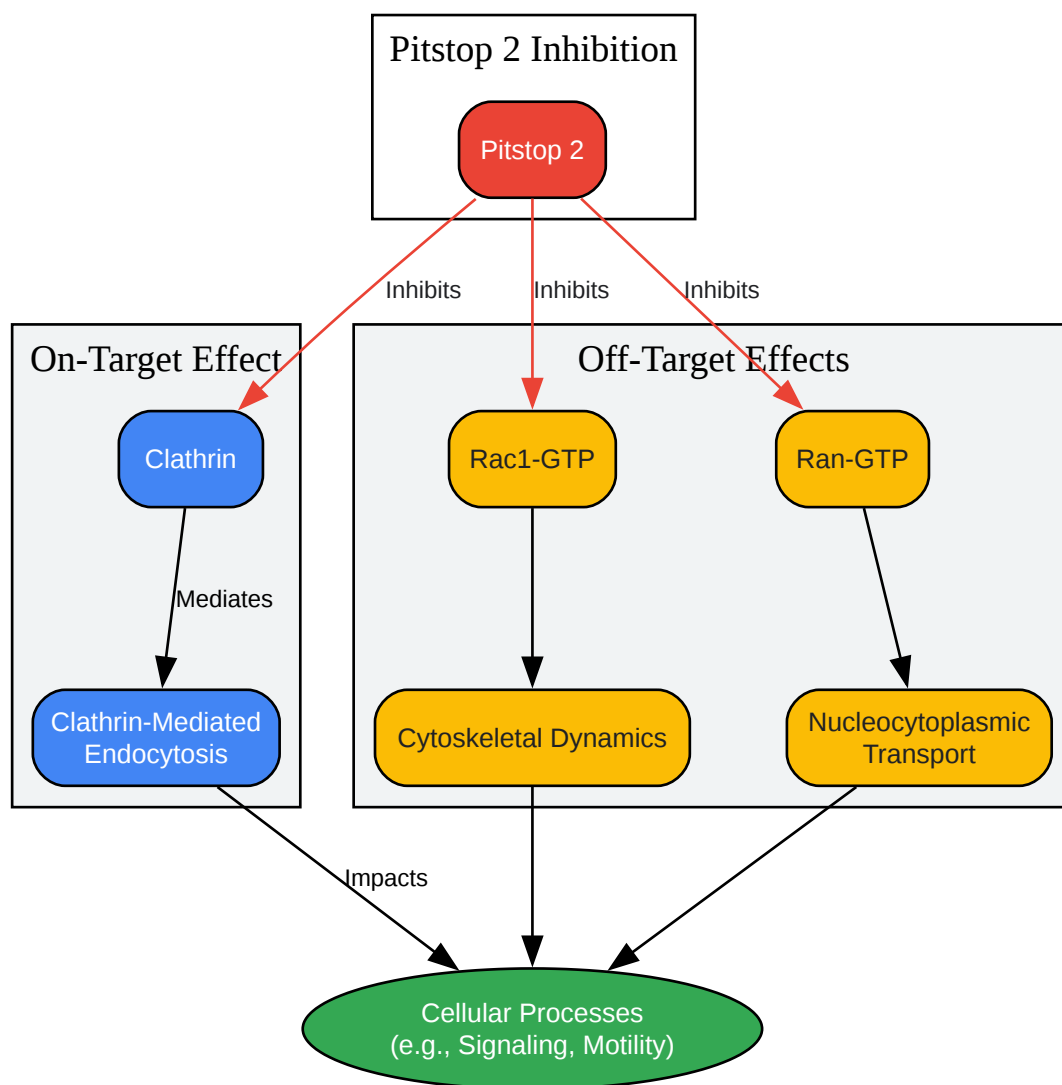 Pitstop 2 Inhibition
Pitstop 2
Inhibits
Inhibits
Inhibits
On-Target Effect
Off-Target Effects
Clathrin
Rac1-GTP
Ran-GTP
Mediates
Clathrin-Mediated
Endocytosis
Cytoskeletal Dynamics
Nucleocytoplasmic
Transport
Impacts
Cellular Processes
(e.g., Signaling, Motility)